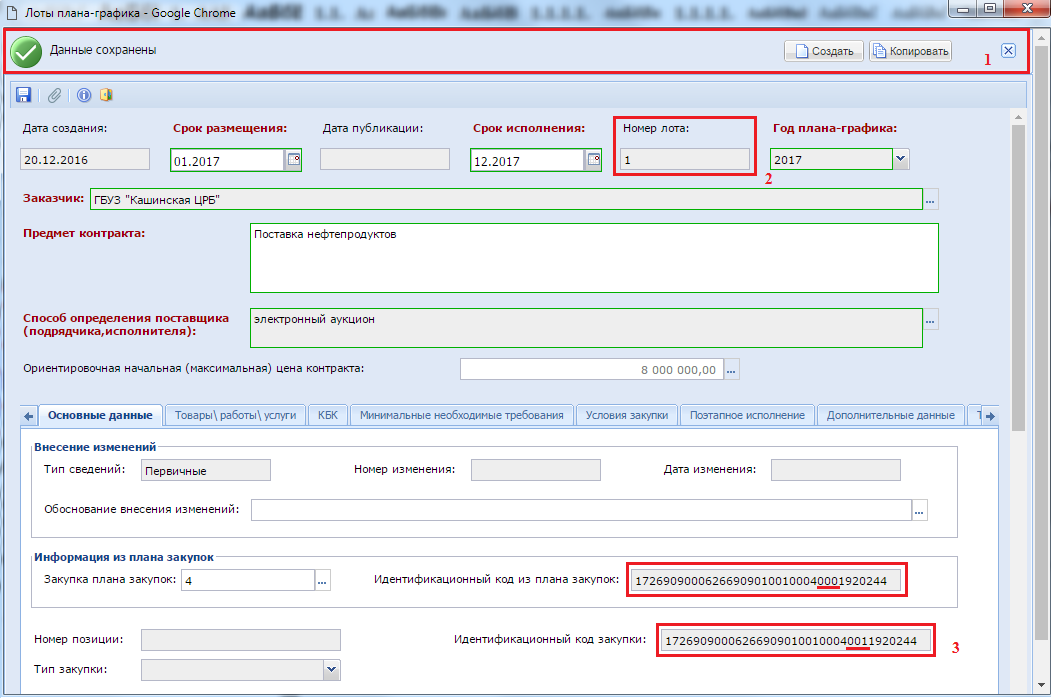 Лоты плана-графика - Google Chrome
Данные сохранены
Создать
Копировать
1
Дата создания:
Срок размещения:
Дата публикации:
Срок исполнения:
Номер лота:
Год плана-графика:
20.12.2016
01.2017
12.2017
1
2017
2
Заказчик:
ГБУЗ "Кашинская ЦРБ"
...
Предмет контракта:
Поставка нефтепродуктов
Способ определения поставщика
(подрядчика,исполнителя):
электронный аукцион
...
Ориентировочная начальная (максимальная) цена контракта:
8 000 000,00
...
Основные данные
Товары\ работы\ услуги
КБК
Минимальные необходимые требования
Условия закупки
Поэтапное исполнение
Дополнительные данные
Внесение изменений
Тип сведений:
Первичные
Номер изменения:
Дата изменения:
Обоснование внесения изменений:
...
Информация из плана закупок
Закупка плана закупок:
4
...
Идентификационный код из плана закупок:
172690900062669090100100040001920244
Номер позиции:
Идентификационный код закупки:
172690900062669090100100040011920244
3
Тип закупки: